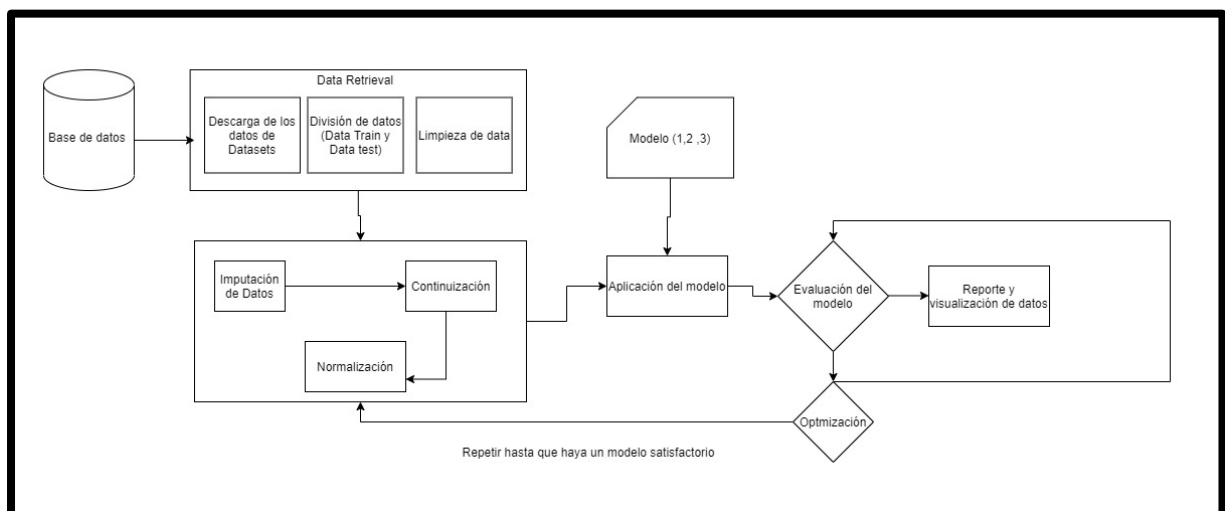 Data Retrieval
Base de datos
Descarga de los
datos de
Datasets
División de datos
(Data Train y
Data test)
Limpieza de data
Modelo (1,2 ,3)
Imputación
de Datos
Continuización
Normalización
Aplicación del modelo
Evaluación del
modelo
Reporte y
visualización de datos
Optmización
Repetir hasta que haya un modelo satisfactorio